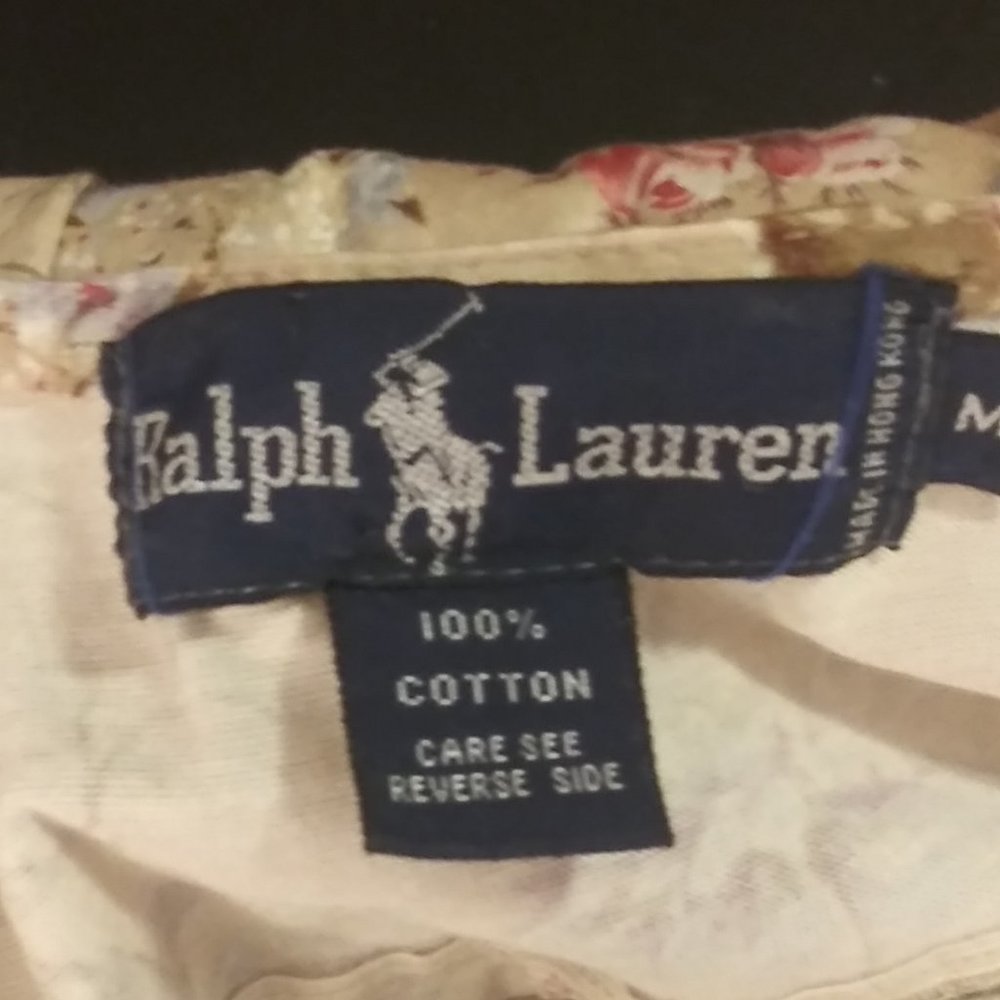 Ralph Lauren
MADE IN HONG KONG
M
100%
COTTON
CARE SEE
REVERSE SIDE